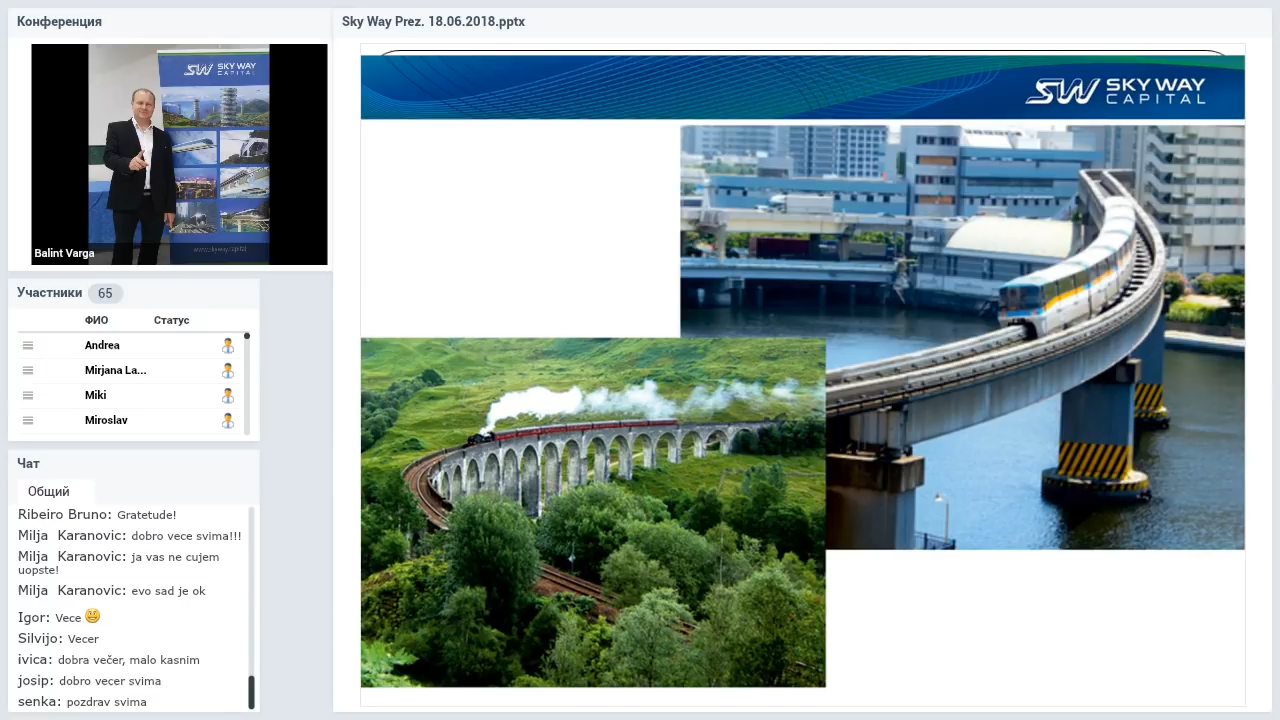 Конференция
Sky Way Prez. 18.06.2018.pptx
SW SKY WAY
CAPITAL
www.skyway.capital
Balint Varga
SW SKY WAY
CAPITAL
Участники 65
ФИО Статус
Andrea
Mirjana La...
Miki
Miroslav
Чат
Общий
Ribeiro Bruno: Gratetude!
Milja Karanovic: dobro vece svima!!!
Milja Karanovic: ja vas ne cujem
uopste!
Milja Karanovic: evo sad je ok
Igor: Vece
Silvijo: Vecer
ivica: dobra večer, malo kasnim
josip: dobro vecer svima
senka: pozdrav svima